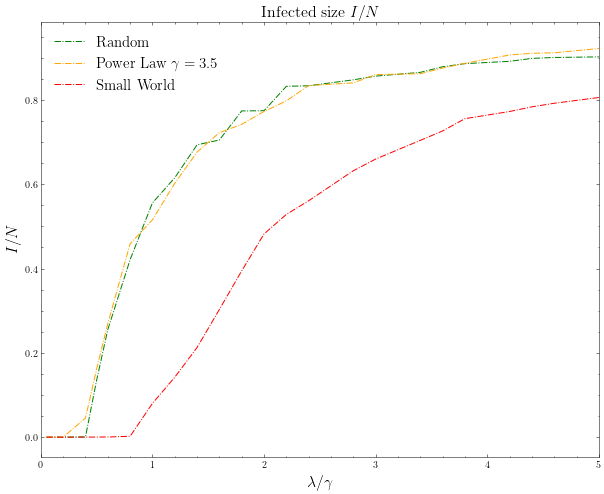 Infected size I/N
Random
Power Law γ = 3.5
Small World
I/N
0.8
0.6
0.4
0.2
0.0
0 1 2 3 4 5
λ/γ